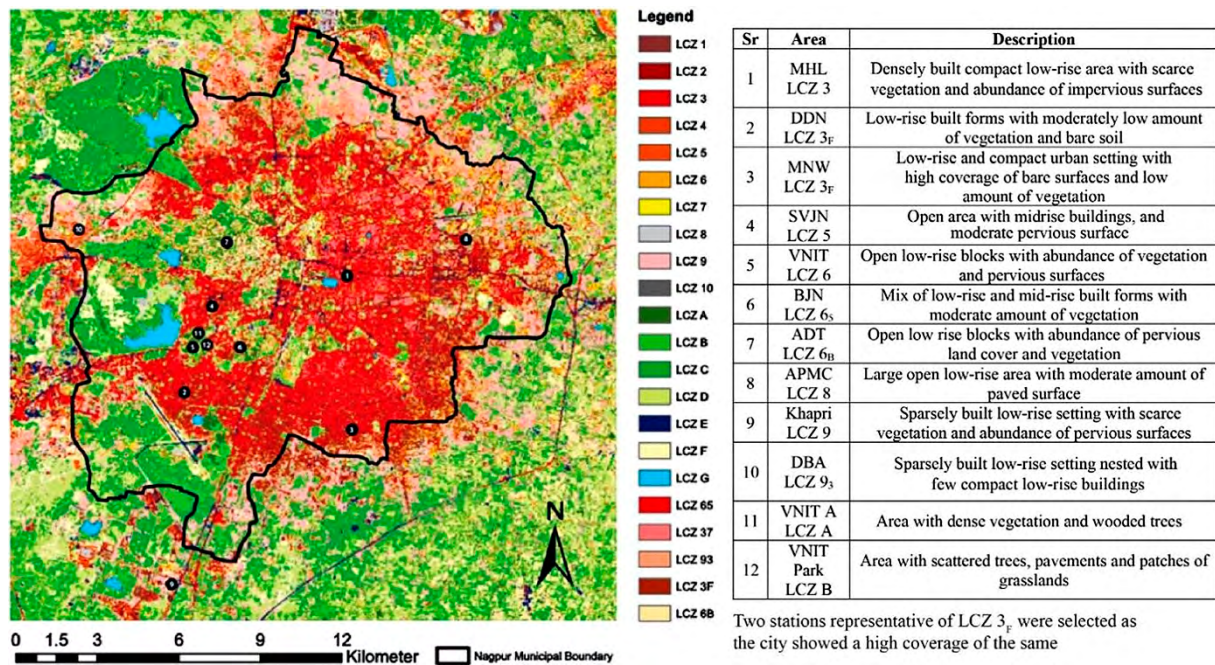 10
7
8
1
4
11
5
12
6
2
3
9
N
0 1.5 3 6 9 12
Kilometer
Nagpur Municipal Boundary
Legend
LCZ 1
LCZ 2
LCZ 3
LCZ 4
LCZ 5
LCZ 6
LCZ 7
LCZ 8
LCZ 9
LCZ 10
LCZ A
LCZ B
LCZ C
LCZ D
LCZ E
LCZ F
LCZ G
LCZ 65
LCZ 37
LCZ 93
LCZ 3F
LCZ 6B
Sr Area Description
1 MHL LCZ 3 Densely built compact low-rise area with scarce
vegetation and abundance of impervious surfaces
2 DDN LCZ 3F Low-rise built forms with moderately low
amount of vegetation and bare soil
3 MNW LCZ 3F Low-rise and compact urban setting with
high coverage of bare surfaces and low
amount of vegetation
4 SVJN LCZ 5 Open area with midrise buildings, and
moderate pervious surface
5 VNIT LCZ 6 Open low-rise blocks with abundance of vegetation
and pervious surfaces
6 BJN LCZ 65 Mix of low-rise and mid-rise built forms with
moderate amount of vegetation
7 ADT LCZ 6B Open low rise blocks with abundance of pervious
land cover and vegetation
8 APMC LCZ 8 Large open low-rise area with moderate amount of
paved surface
9 Khapri LCZ 9 Sparsely built low-rise setting with scarce
vegetation and abundance of pervious surfaces
10 DBA LCZ 93 Sparsely built low-rise setting nested with
few compact low-rise buildings
11 VNIT A LCZ A Area with dense vegetation and wooded trees
12 VNIT Park LCZ B Area with scattered trees, pavements and patches of
grasslands
Two stations representative of LCZ 3F were selected as
the city showed a high coverage of the same